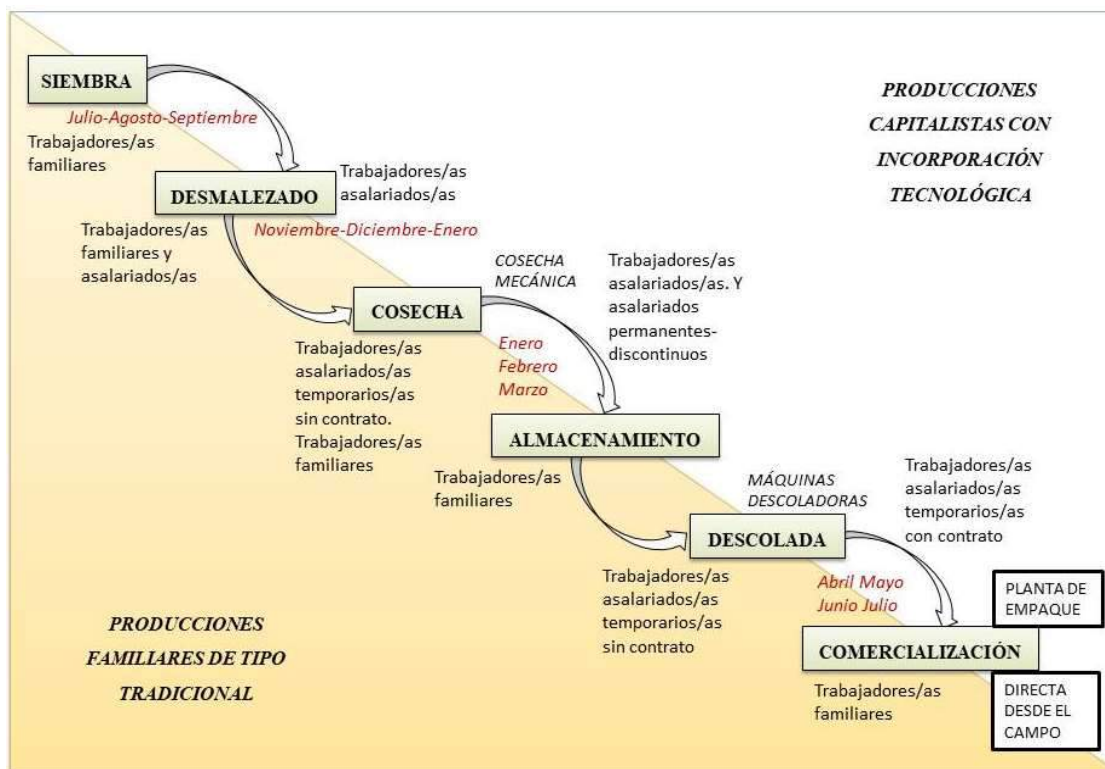 SIEMBRA
Julio-Agosto-Septiembre
Trabajadores/as
familiares
PRODUCCIONES
CAPITALISTAS CON
INCORPORACIÓN
TECNOLÓGICA
DESMALEZADO
Trabajadores/as
asalariados/as
Trabajadores/as
familiares y
asalariados/as
Noviembre-Diciembre-Enero
COSECHA
COSECHA
MECÁNICA
Trabajadores/as
asalariados/as. Y
asalariados
permanentes-
discontinuos
Enero
Febrero
Marzo
Trabajadores/as
asalariados/as
temporarios/as
sin contrato.
Trabajadores/as
familiares
ALMACENAMIENTO
Trabajadores/as
familiares
MÁQUINAS
DESCOLADORAS
Trabajadores/as
asalariados/as
temporarios/as
con contrato
DESCOLADA
Trabajadores/as
asalariados/as
temporarios/as
sin contrato
Abril Mayo
Junio Julio
PLANTA DE
EMPAQUE
COMERCIALIZACIÓN
Trabajadores/as
familiares
DIRECTA
DESDE EL
CAMPO
PRODUCCIONES
FAMILIARES DE TIPO
TRADICIONAL